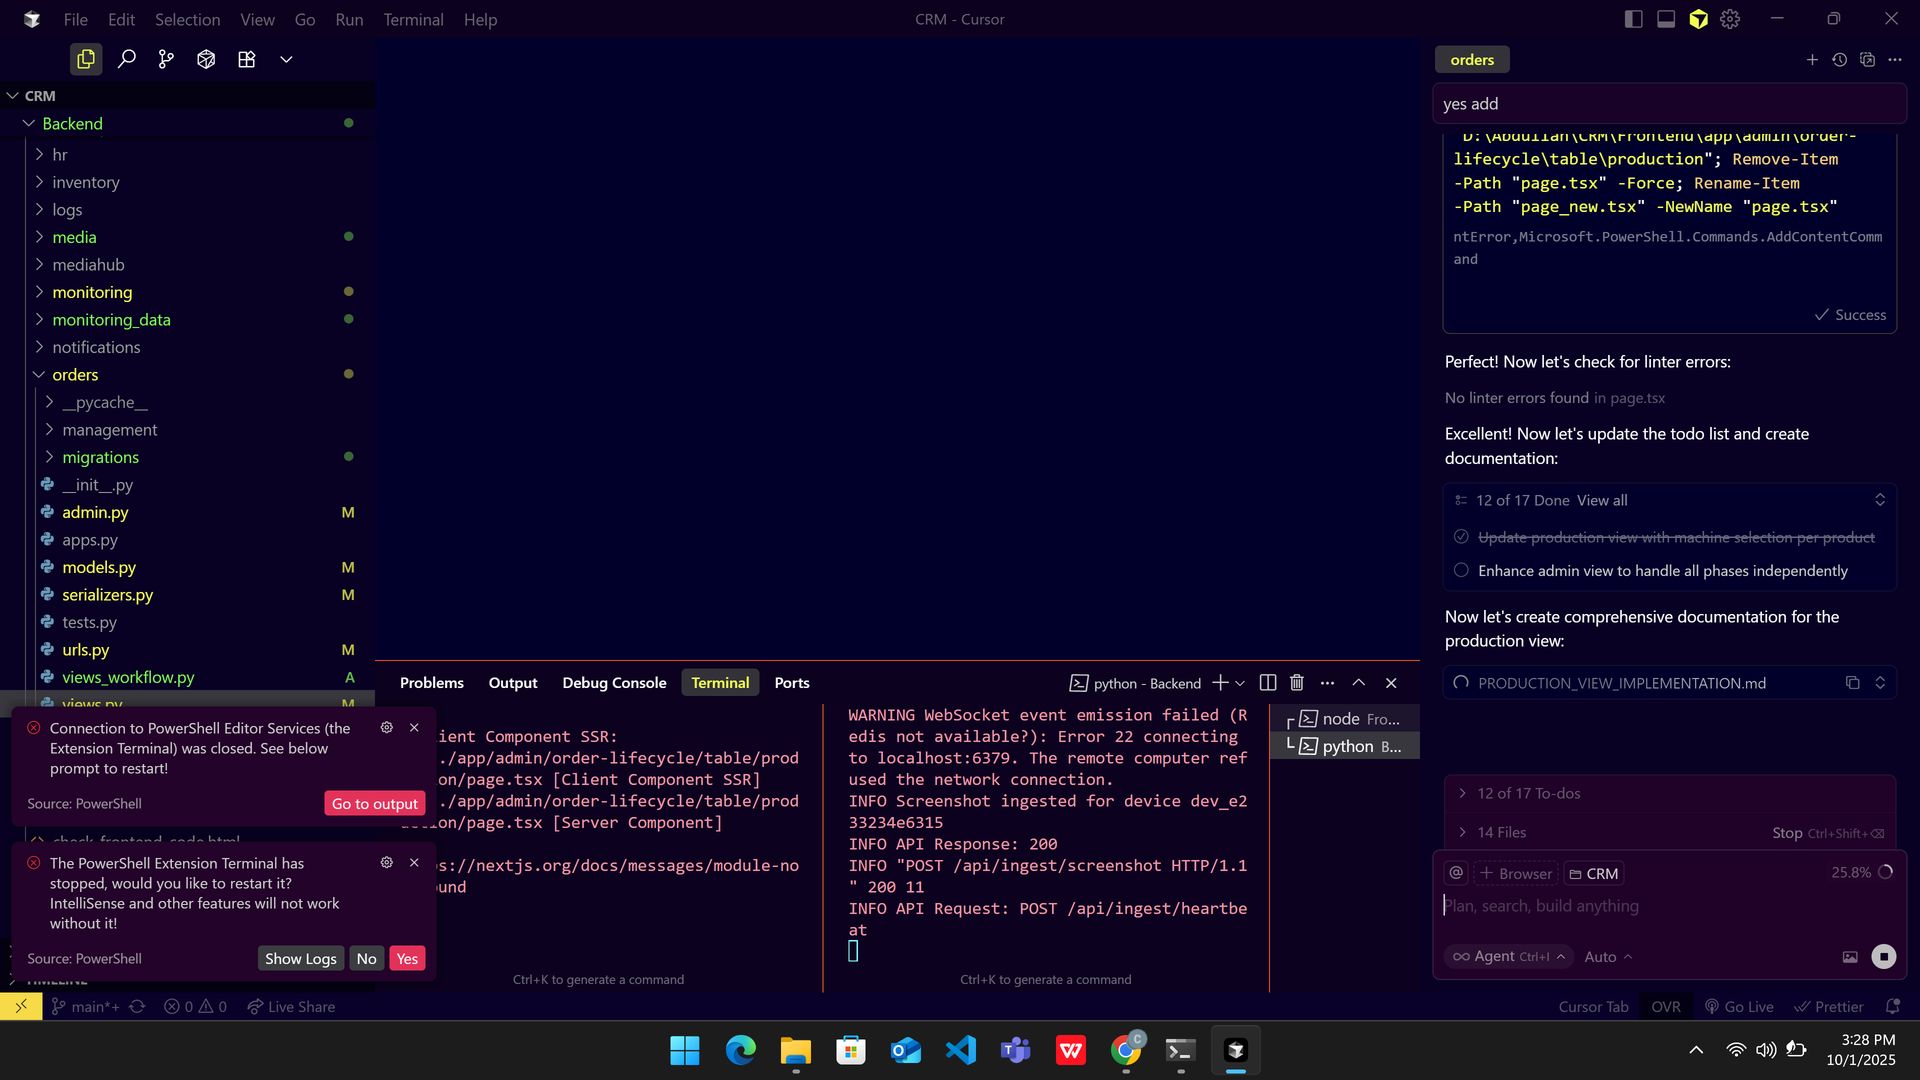 File Edit Selection View Go Run Terminal Help
CRM - Cursor
CRM
Backend
hr
inventory
logs
media
mediahub
monitoring
monitoring_data
notifications
orders
__pycache__
management
migrations
__init__.py
admin.py M
apps.py
models.py M
serializers.py M
tests.py
urls.py M
views_workflow.py A
views.py M
Connection to PowerShell Editor Services (the
Extension Terminal) was closed. See below
prompt to restart!
Source: PowerShell
Go to output
check_frontend_code.html
The PowerShell Extension Terminal has
stopped, would you like to restart it?
IntelliSense and other features will not work
without it!
Source: PowerShell
Show Logs No Yes
TIMELINE
Problems Output Debug Console Terminal Ports
python - Backend
lient Component SSR:
./app/admin/order-lifecycle/table/prod
on/page.tsx [Client Component SSR]
./app/admin/order-lifecycle/table/prod
ction/page.tsx [Server Component]
s://nextjs.org/docs/messages/module-no
und
Ctrl+K to generate a command
WARNING WebSocket event emission failed (R
edis not available?): Error 22 connecting
to localhost:6379. The remote computer ref
used the network connection.
INFO Screenshot ingested for device dev_e2
33234e6315
INFO API Response: 200
INFO "POST /api/ingest/screenshot HTTP/1.1
" 200 11
INFO API Request: POST /api/ingest/heartbe
at
Ctrl+K to generate a command
node Fro...
python B...
orders
yes add
"D:\Abdullah\CRM\Frontend\app\admin\order-
lifecycle\table\production"; Remove-Item
-Path "page.tsx" -Force; Rename-Item
-Path "page_new.tsx" -NewName "page.tsx"
ntError,Microsoft.PowerShell.Commands.AddContentComm
and
Success
Perfect! Now let's check for linter errors:
No linter errors found in page.tsx
Excellent! Now let's update the todo list and create
documentation:
12 of 17 Done View all
Update production view with machine selection per product
Enhance admin view to handle all phases independently
Now let's create comprehensive documentation for the
production view:
PRODUCTION_VIEW_IMPLEMENTATION.md
12 of 17 To-dos
14 Files
Stop Ctrl+Shift+⌫
@ + Browser CRM 25.8%
Plan, search, build anything
Agent Ctrl+I Auto
main*+ 0 0 Live Share
Cursor Tab OVR Go Live Prettier
3:28 PM
10/1/2025